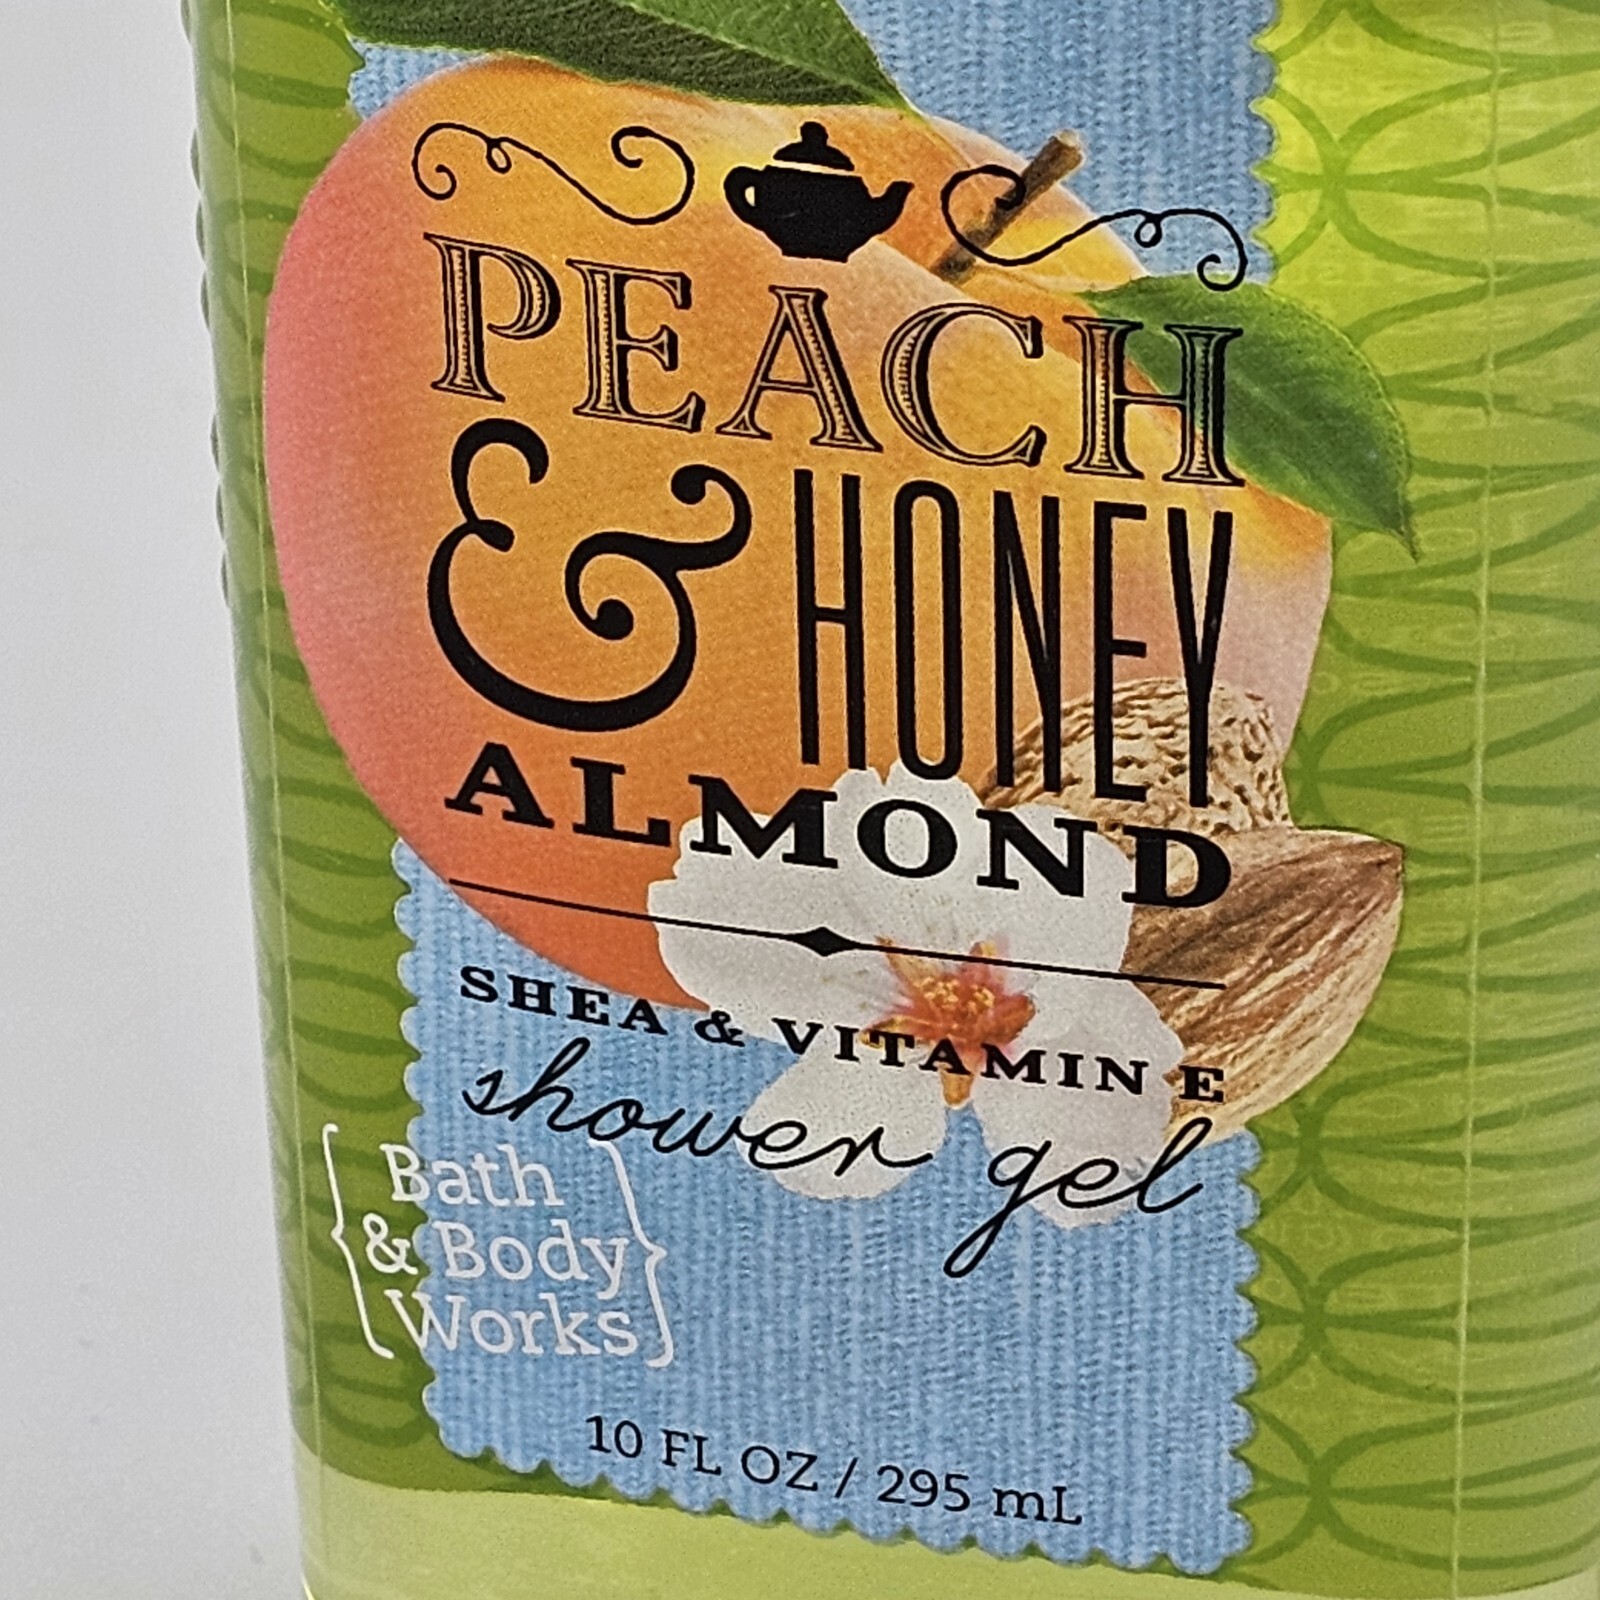 PEACH
& HONEY
ALMOND
SHEA & VITAMIN E
shower gel
Bath
& Body
Works
10 FL OZ / 295 mL